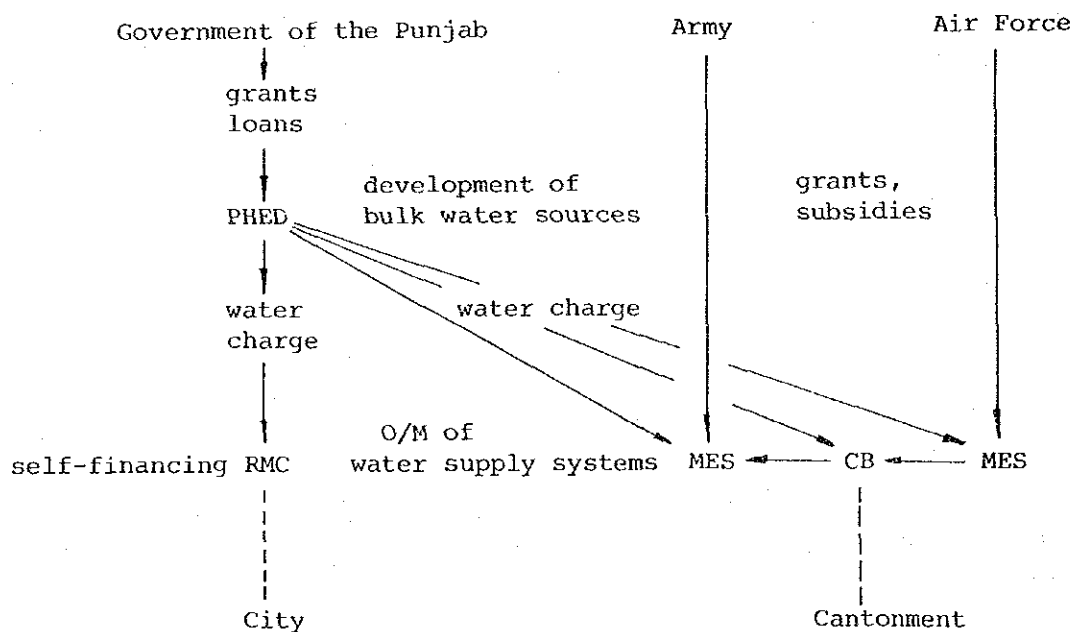 Government of the Punjab
Army
Air Force
grants
loans
development of
bulk water sources
grants,
subsidies
PHED
water
charge
water charge
O/M of
water supply systems
self-financing RMC
MES
CB
MES
City
Cantonment